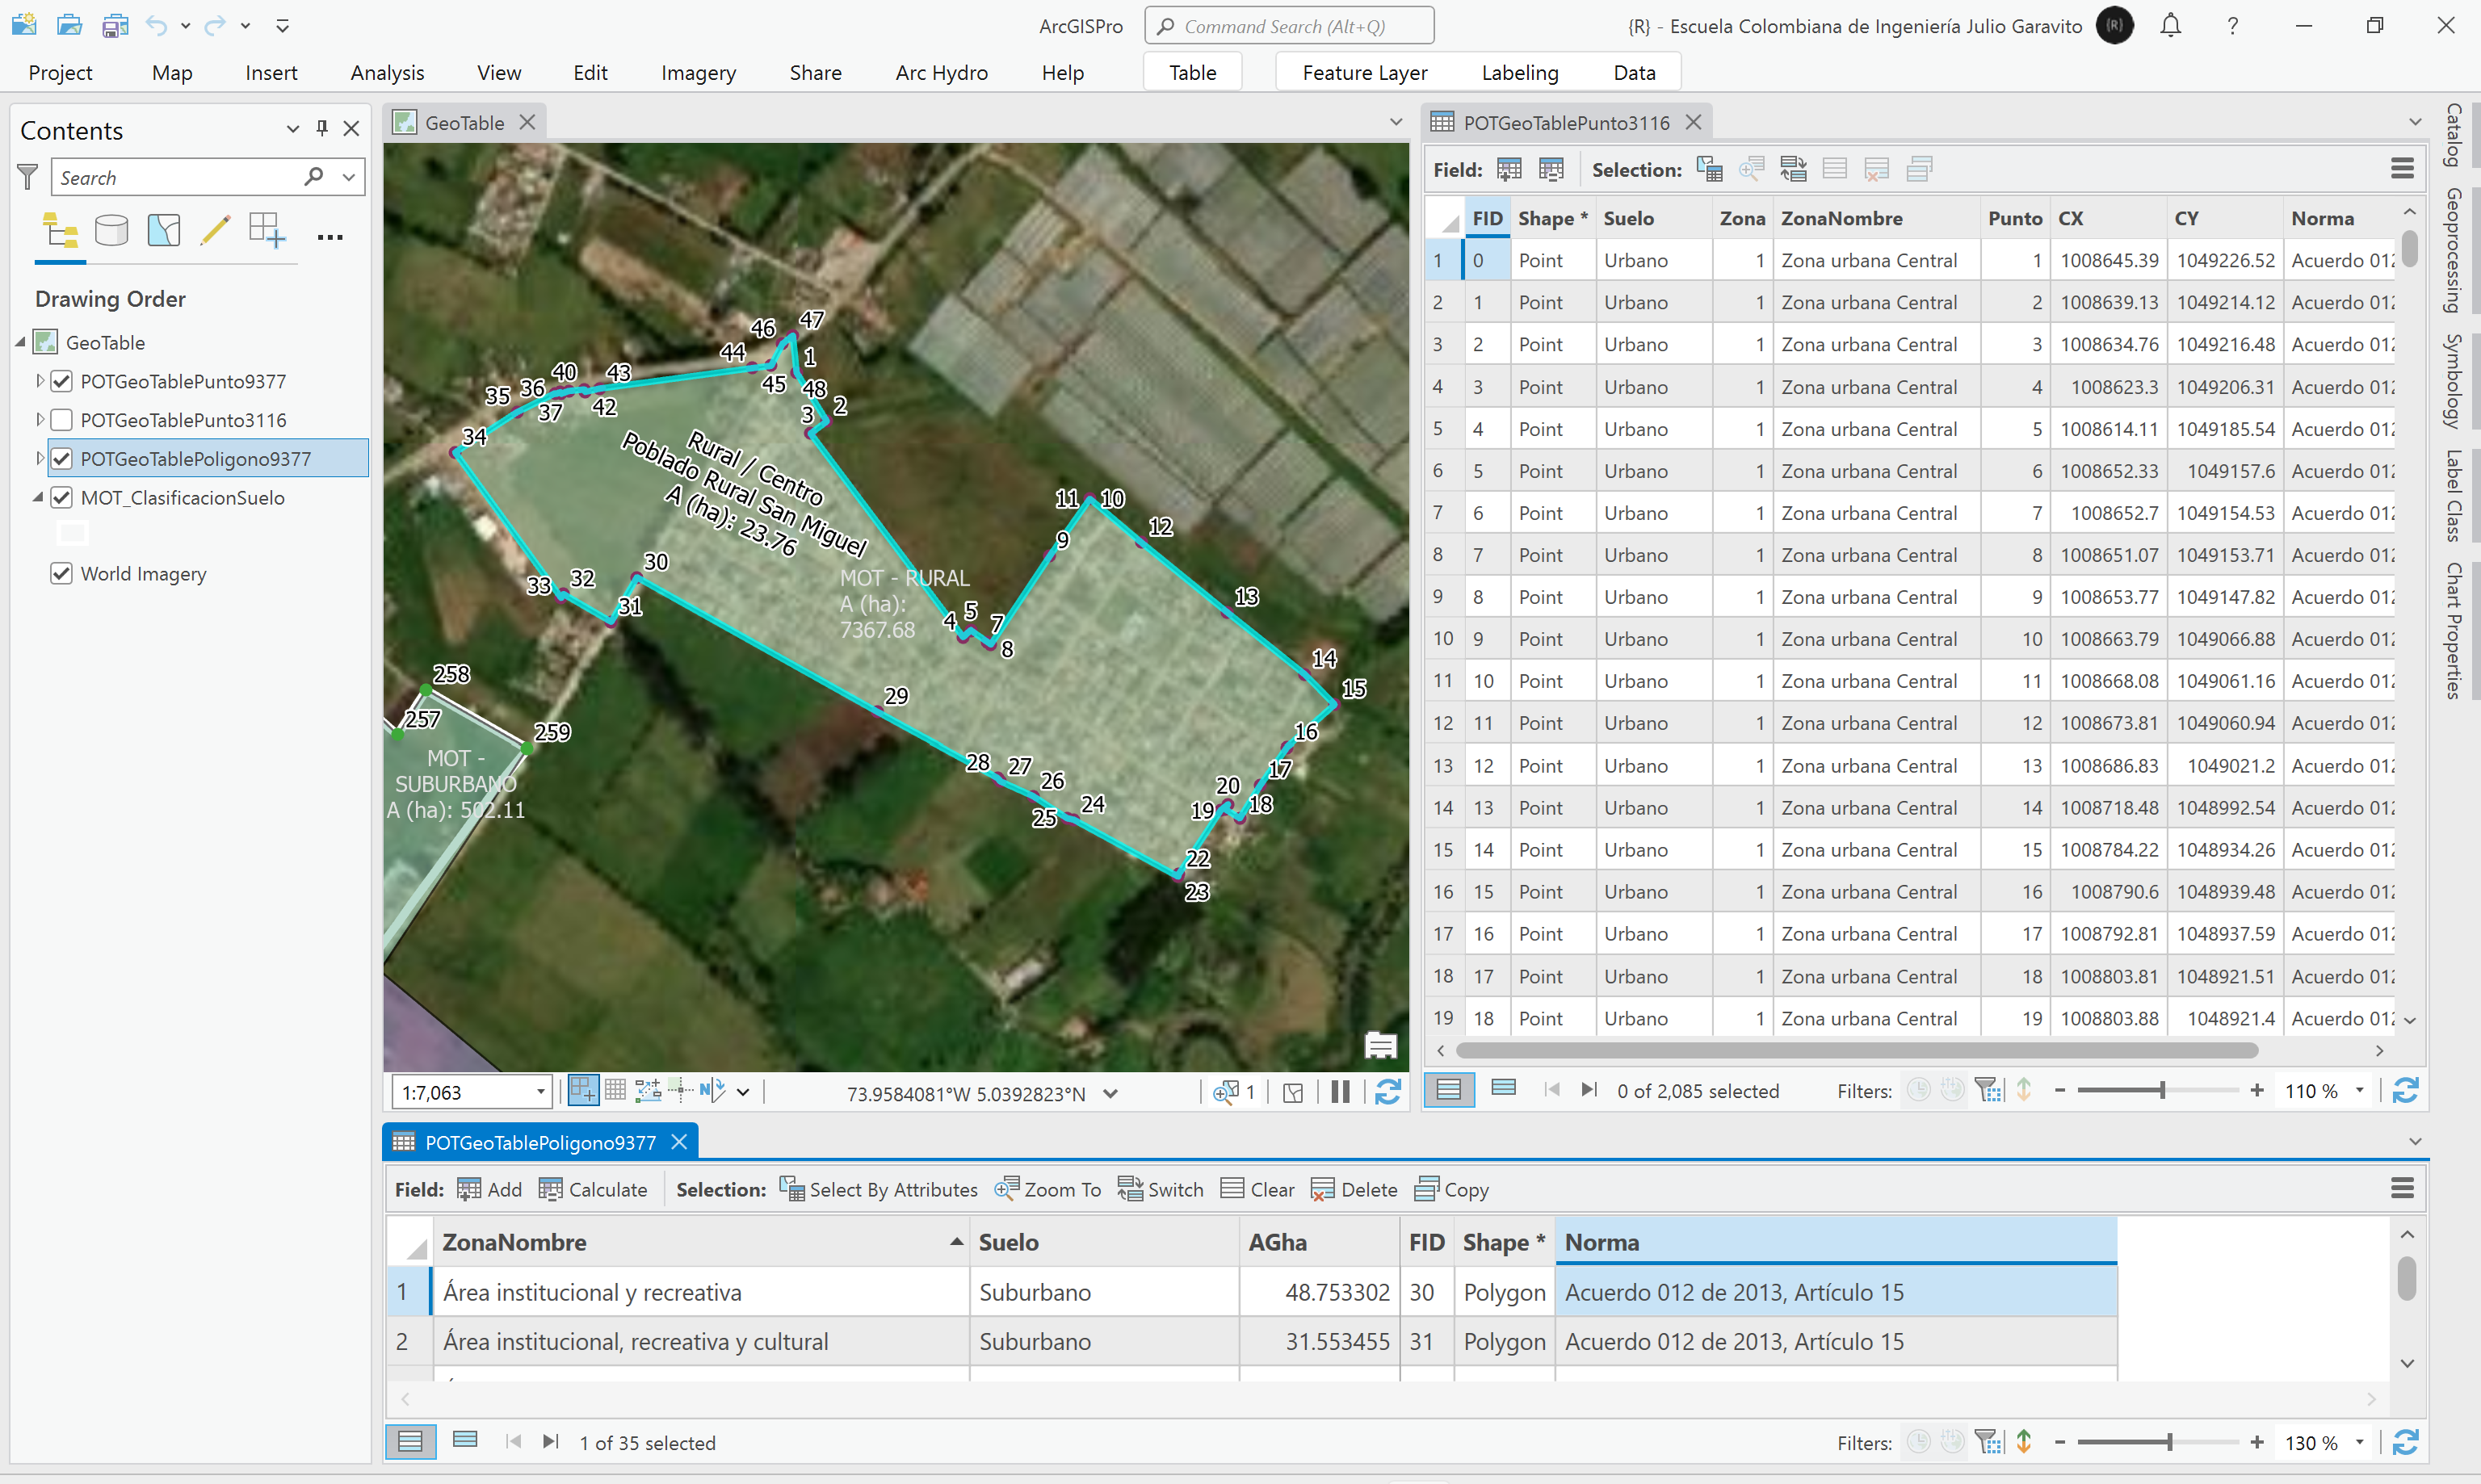 ArcGISPro
Command Search (Alt+Q)
{R} - Escuela Colombiana de Ingeniería Julio Garavito
{R}
?
Project Map Insert Analysis View Edit Imagery Share Arc Hydro Help Table Feature Layer Labeling Data
Contents
Search
Drawing Order
GeoTable
POTGeoTablePunto9377
POTGeoTablePunto3116
POTGeoTablePoligono9377
MOT_ClasificacionSuelo
World Imagery
GeoTable
47
46
44
1
45
40
43
36
35
37
42
48
2
3
34
Rural / Centro
Poblado Rural San Miguel
A (ha): 23.76
11
10
12
9
30
32
33
31
MOT - RURAL
A (ha):
7367.68
13
5
4
7
8
14
15
258
29
257
259
16
MOT -
SUBURBANO
A (ha): 502.11
28
27
17
26
20
24
19
18
25
22
23
1:7,063
N
73.9584081°W 5.0392823°N
1
POTGeoTablePunto3116
Field: Selection:
FID Shape * Suelo Zona ZonaNombre Punto CX CY Norma
1 0 Point Urbano 1 Zona urbana Central 1 1008645.39 1049226.52 Acuerdo 012
2 1 Point Urbano 1 Zona urbana Central 2 1008639.13 1049214.12 Acuerdo 012
3 2 Point Urbano 1 Zona urbana Central 3 1008634.76 1049216.48 Acuerdo 012
4 3 Point Urbano 1 Zona urbana Central 4 1008623.3 1049206.31 Acuerdo 012
5 4 Point Urbano 1 Zona urbana Central 5 1008614.11 1049185.54 Acuerdo 012
6 5 Point Urbano 1 Zona urbana Central 6 1008652.33 1049157.6 Acuerdo 012
7 6 Point Urbano 1 Zona urbana Central 7 1008652.7 1049154.53 Acuerdo 012
8 7 Point Urbano 1 Zona urbana Central 8 1008651.07 1049153.71 Acuerdo 012
9 8 Point Urbano 1 Zona urbana Central 9 1008653.77 1049147.82 Acuerdo 012
10 9 Point Urbano 1 Zona urbana Central 10 1008663.79 1049066.88 Acuerdo 012
11 10 Point Urbano 1 Zona urbana Central 11 1008668.08 1049061.16 Acuerdo 012
12 11 Point Urbano 1 Zona urbana Central 12 1008673.81 1049060.94 Acuerdo 012
13 12 Point Urbano 1 Zona urbana Central 13 1008686.83 1049021.2 Acuerdo 012
14 13 Point Urbano 1 Zona urbana Central 14 1008718.48 1048992.54 Acuerdo 012
15 14 Point Urbano 1 Zona urbana Central 15 1008784.22 1048934.26 Acuerdo 012
16 15 Point Urbano 1 Zona urbana Central 16 1008790.6 1048939.48 Acuerdo 012
17 16 Point Urbano 1 Zona urbana Central 17 1008792.81 1048937.59 Acuerdo 012
18 17 Point Urbano 1 Zona urbana Central 18 1008803.81 1048921.51 Acuerdo 012
19 18 Point Urbano 1 Zona urbana Central 19 1008803.88 1048921.4 Acuerdo 012
0 of 2,085 selected Filters: - + 110 %
Catalog
Geoprocessing
Symbology
Label Class
Chart Properties
POTGeoTablePoligono9377
Field: Add Calculate Selection: Select By Attributes Zoom To Switch Clear Delete Copy
ZonaNombre Suelo AGha FID Shape * Norma
1 Área institucional y recreativa Suburbano 48.753302 30 Polygon Acuerdo 012 de 2013, Artículo 15
2 Área institucional, recreativa y cultural Suburbano 31.553455 31 Polygon Acuerdo 012 de 2013, Artículo 15
1 of 35 selected Filters: - + 130 %